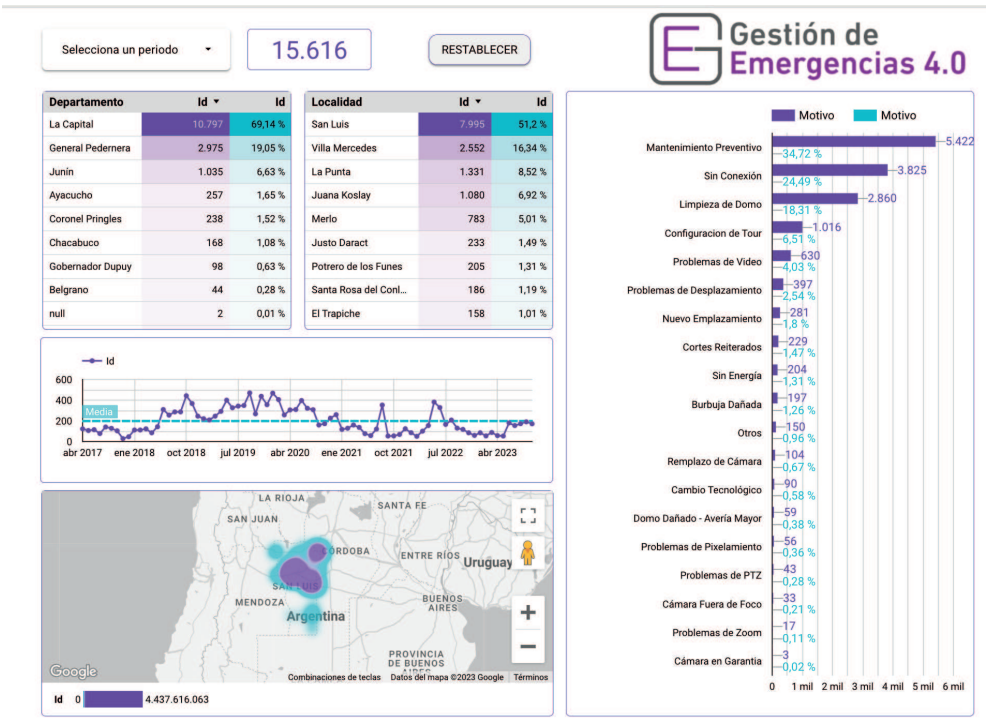 Selecciona un periodo
15.616
RESTABLECER
Gestión de
Emergencias 4.0
Departamento Id Id
La Capital 10.797 69,14 %
General Pedernera 2.975 19,05 %
Junín 1.035 6,63 %
Ayacucho 257 1,65 %
Coronel Pringles 238 1,52 %
Chacabuco 168 1,08 %
Gobernador Dupuy 98 0,63 %
Belgrano 44 0,28 %
null 2 0,01 %
Localidad Id Id
San Luis 7.995 51,2 %
Villa Mercedes 2.552 16,34 %
La Punta 1.331 8,52 %
Juana Koslay 1.080 6,92 %
Merlo 783 5,01 %
Justo Daract 233 1,49 %
Potrero de los Funes 205 1,31 %
Santa Rosa del Conl... 186 1,19 %
El Trapiche 158 1,01 %
Id
600
400
Media
200
0
abr 2017 ene 2018 oct 2018 jul 2019 abr 2020 ene 2021 oct 2021 jul 2022 abr 2023
LA RIOJA
SANTA FE
SAN JUAN
CÓRDOBA
ENTRE RÍOS
Uruguay
SAN LUIS
MENDOZA
BUENOS
AIRES
Argentina
PROVINCIA
DE BUENOS
AIRES
Google
Combinaciones de teclas Datos del mapa ©2023 Google Términos
Id 0 4.437.616.063
Motivo Motivo
Mantenimiento Preventivo 5.422
34,72 %
Sin Conexión 3.825
24,49 %
Limpieza de Domo 2.860
18,31 %
Configuracion de Tour 1.016
6,51 %
Problemas de Video 630
4,03 %
Problemas de Desplazamiento 397
2,54 %
Nuevo Emplazamiento 281
1,8 %
Cortes Reiterados 229
1,47 %
Sin Energía 204
1,31 %
Burbuja Dañada 197
1,26 %
Otros 150
0,96 %
Remplazo de Cámara 104
0,67 %
Cambio Tecnológico 90
0,58 %
Domo Dañado - Avería Mayor 59
0,38 %
Problemas de Pixelamiento 56
0,36 %
Problemas de PTZ 43
0,28 %
Cámara Fuera de Foco 33
0,21 %
Problemas de Zoom 17
0,11 %
Cámara en Garantia 3
0,02 %
0 1 mil 2 mil 3 mil 4 mil 5 mil 6 mil